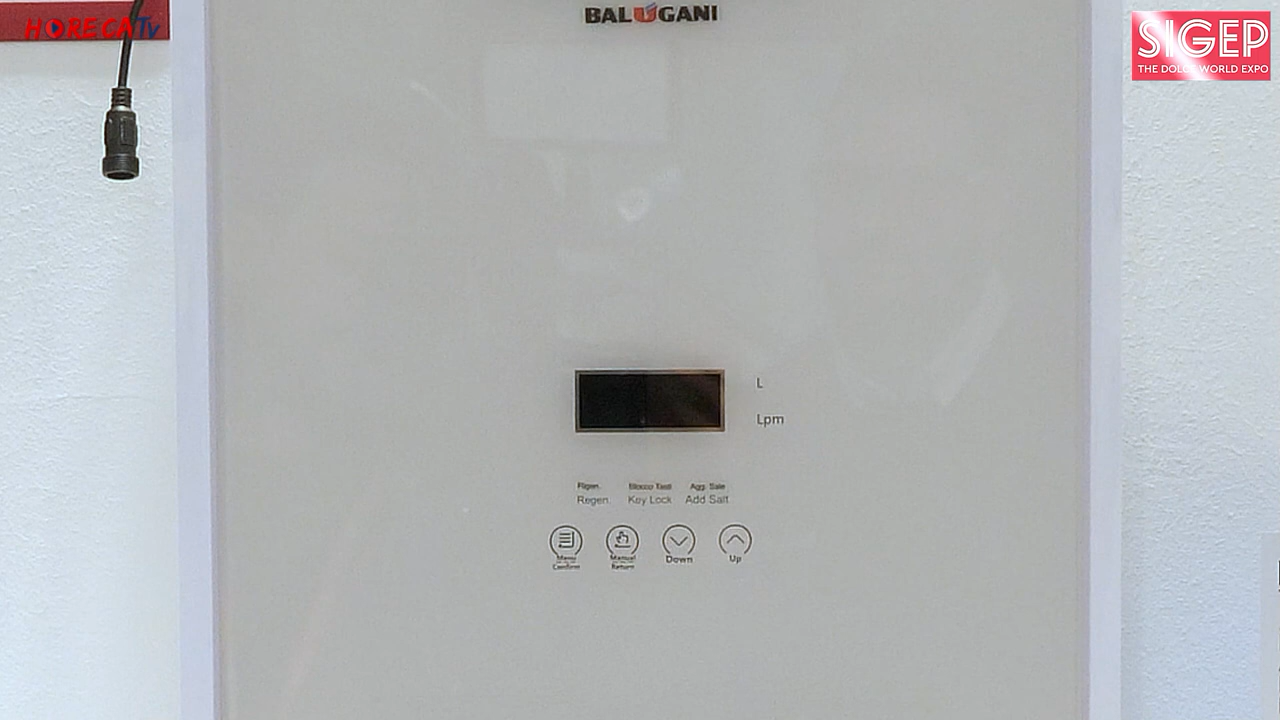 HORECATV
BALUGANI
SIGEP
THE DOLCE WORLD EXPO
L
Lpm
Rigen. Blocco Tasti Agg. Sale
Regen. Key Lock Add Salt
Menu Manual Down Up
Confirm Return